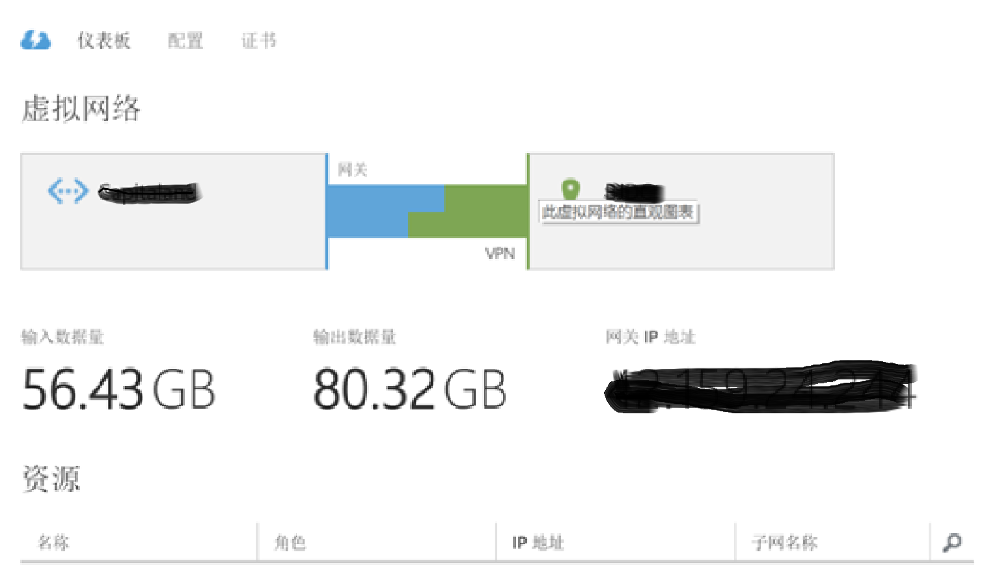 仪表板 配置 证书
虚拟网络
网关
此虚拟网络的直观图表
VPN
输入数据量 输出数据量 网关 IP 地址
56.43 GB 80.32 GB
资源
名称 角色 IP 地址 子网名称